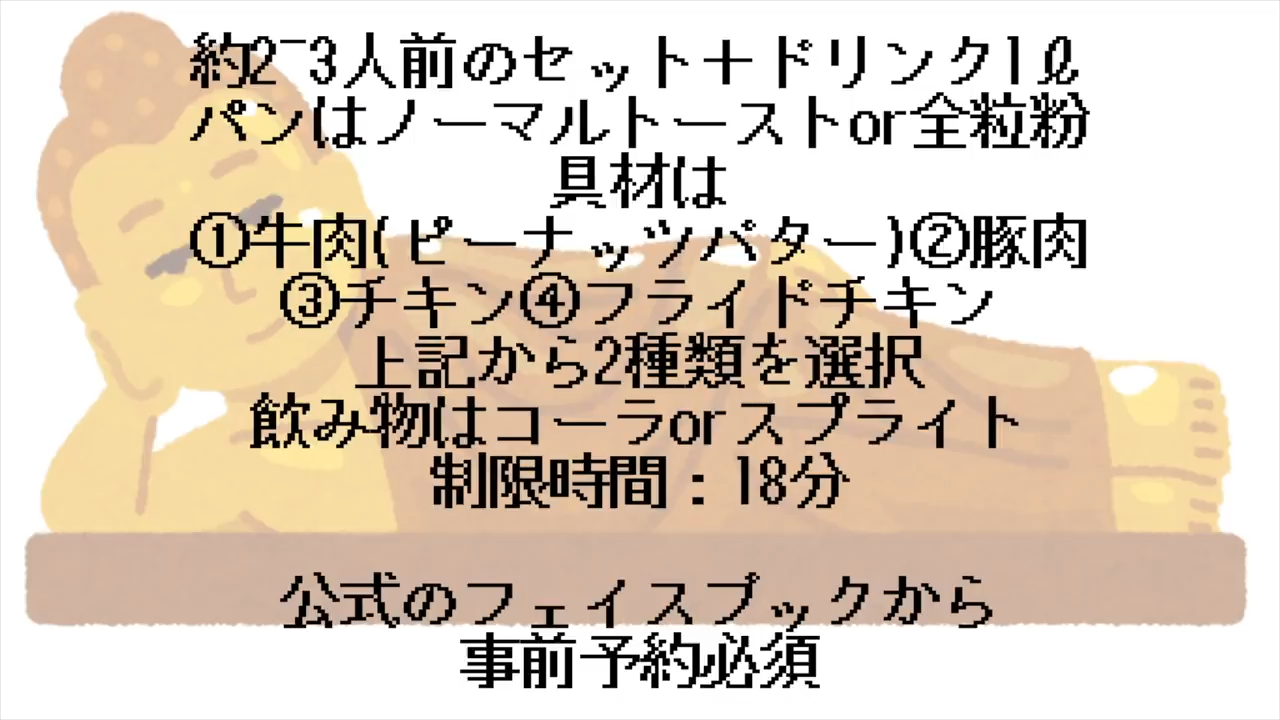 約2~3人前のセット＋ドリンク1ℓ
パンはノーマルトーストor全粒粉
具材は
①牛肉(ピーナッツバター)②豚肉
③チキン④フライドチキン
上記から2種類を選択
飲み物はコーラorスプライト
制限時間：18分
公式のフェイスブックから
事前予約必須